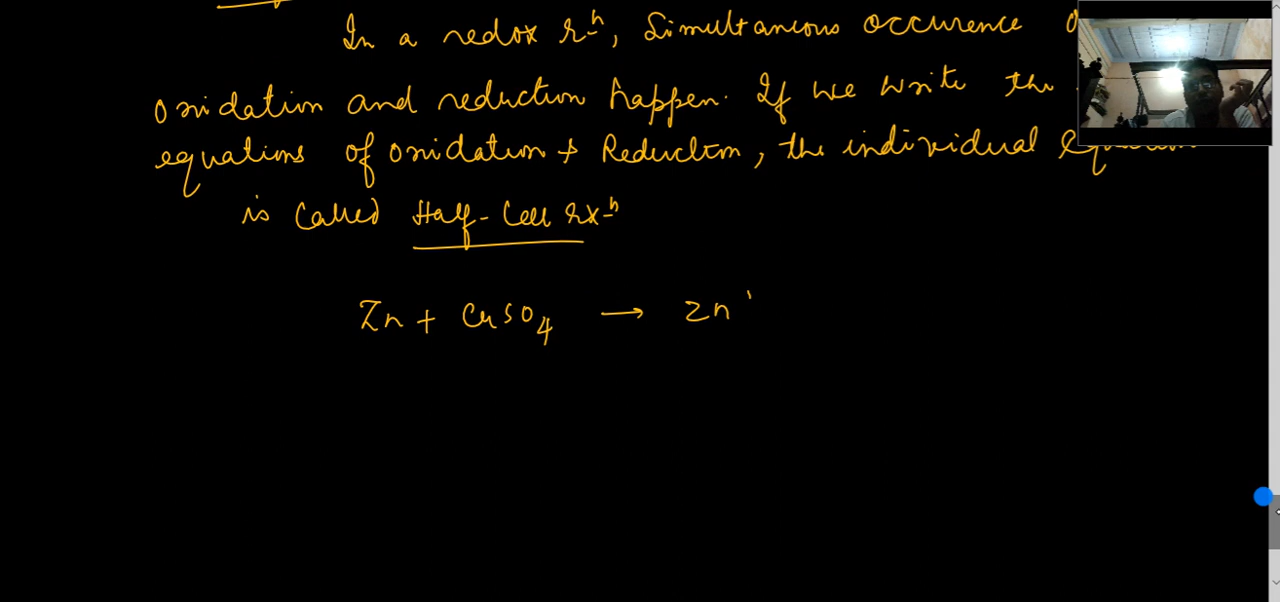 In a redox rxn, Simultaneous occurence
oxidation and reduction happen. If we write the
equations of oxidation & Reduction, the individual
is called Half-Cell rxn
Zn + CuSO4 → Zn